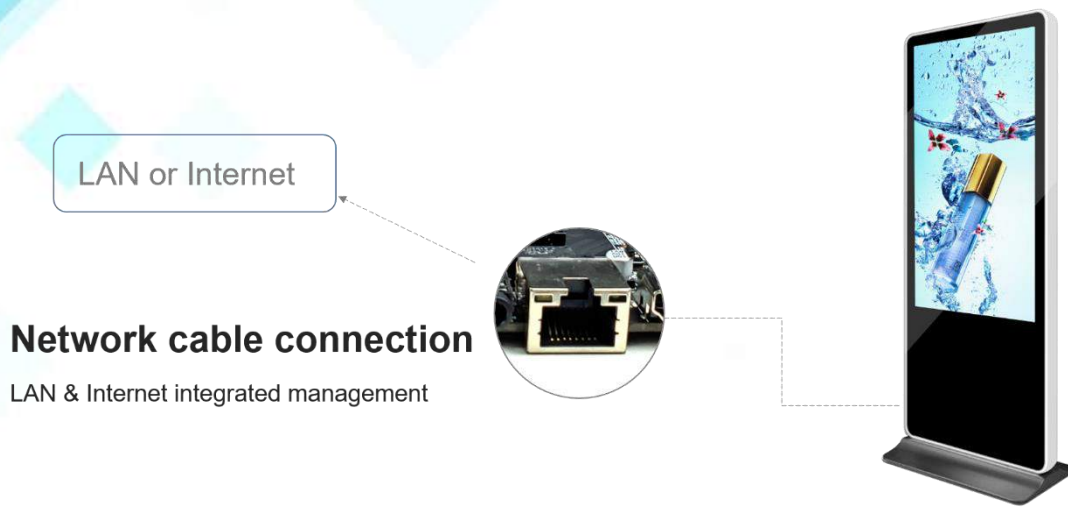 LAN or Internet
Network cable connection
LAN & Internet integrated management